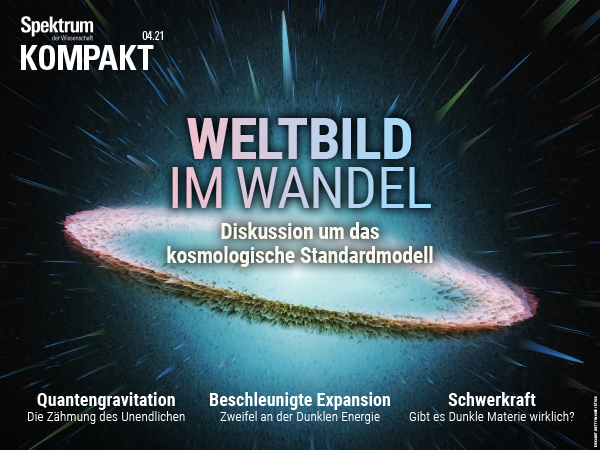 Spektrum
der Wissenschaft
04.21
KOMPAKT
WELTBILD
IM WANDEL
Diskussion um das
kosmologische Standardmodell
Quantengravitation
Die Zähmung des Unendlichen
Beschleunigte Expansion
Zweifel an der Dunklen Energie
Schwerkraft
Gibt es Dunkle Materie wirklich?